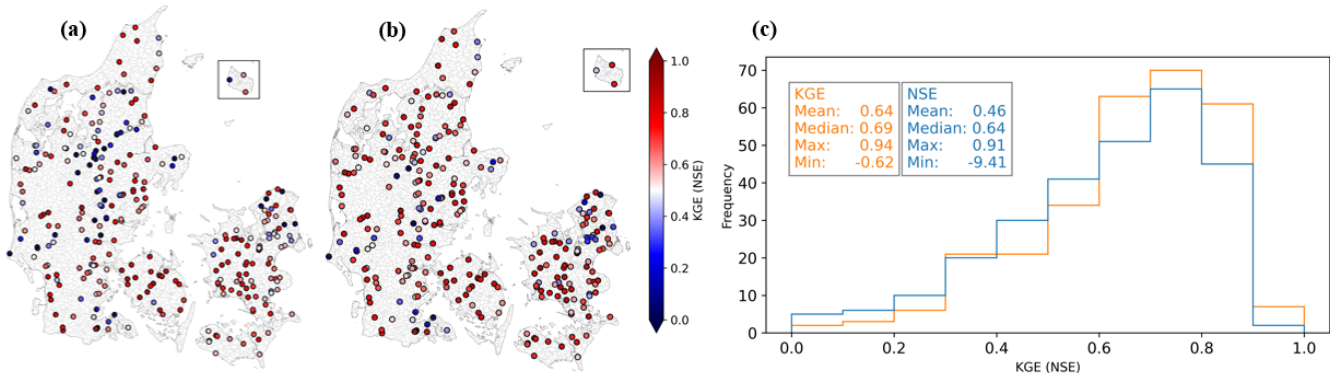 (a)
(b)
(c)
1.0
0.8
0.6
0.4
0.2
0.0
KGE (NSE)
70
60
50
40
30
20
10
0
Frequency
KGE
Mean: 0.64
Median: 0.69
Max: 0.94
Min: -0.62
NSE
Mean: 0.46
Median: 0.64
Max: 0.91
Min: -9.41
0.0 0.2 0.4 0.6 0.8 1.0
KGE (NSE)